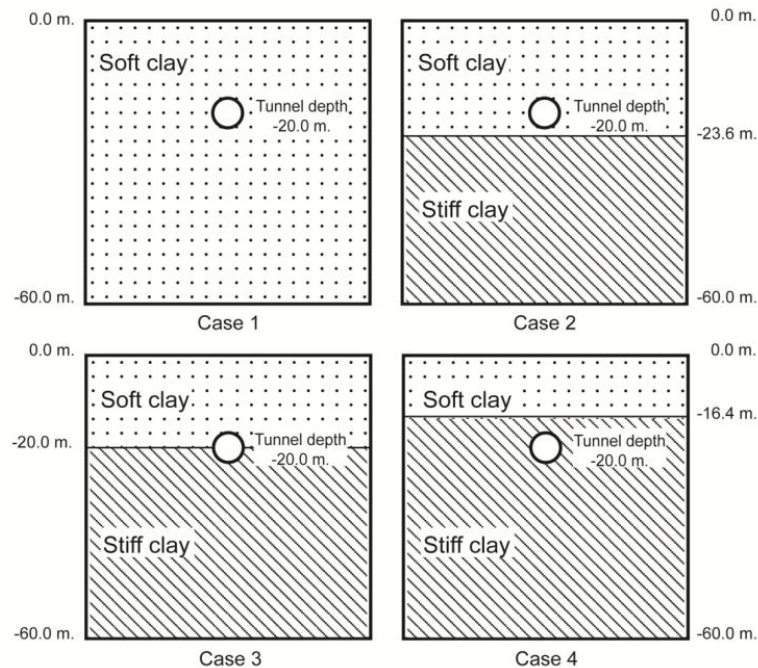 0.0 m.
Soft clay
Tunnel depth
-20.0 m.
-60.0 m.
Case 1
0.0 m.
Soft clay
Tunnel depth
-20.0 m.
-23.6 m.
Stiff clay
-60.0 m.
Case 2
0.0 m.
Soft clay
-20.0 m.
Tunnel depth
-20.0 m.
Stiff clay
-60.0 m.
Case 3
0.0 m.
Soft clay
-16.4 m.
Tunnel depth
-20.0 m.
Stiff clay
-60.0 m.
Case 4